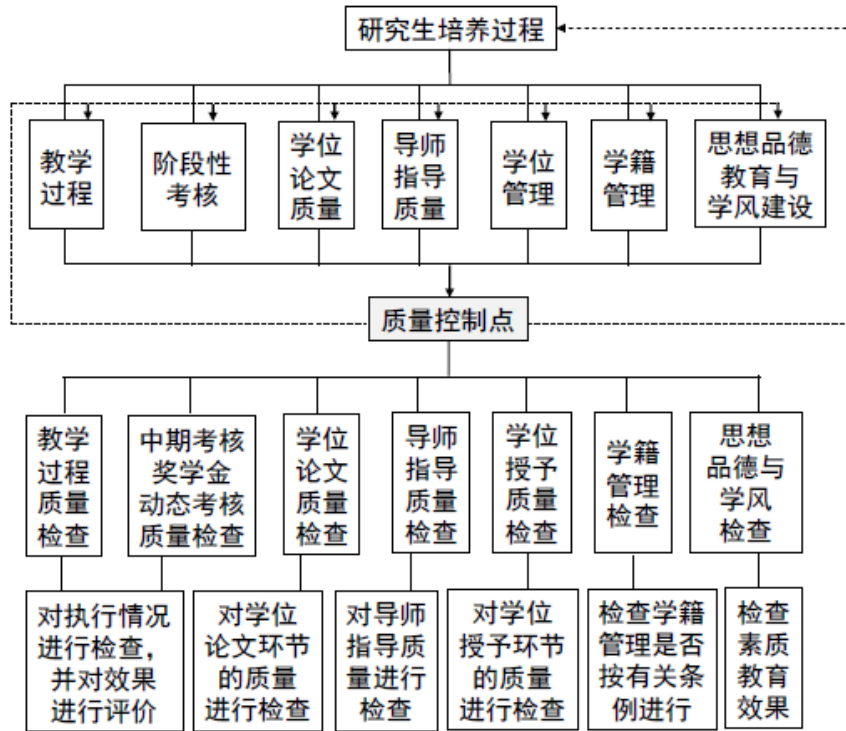 研究生培养过程
教学
过程
阶段性
考核
学位
论文
质量
导师
指导
质量
学位
管理
学籍
管理
思想品德
教育与
学风建设
质量控制点
教学
过程
质量
检查
中期考核
奖学金
动态考核
质量检查
学位
论文
质量
检查
导师
指导
质量
检查
学位
授予
质量
检查
学籍
管理
检查
思想
品德与
学风
检查
对执行情况
进行检查，
并对效果
进行评价
对学位
论文环节
的质量
进行检查
对导师
指导质
量进行
检查
对学位
授予环节
的质量
进行检查
检查学籍
管理是否
按有关条
例进行
检查
素质
教育
效果